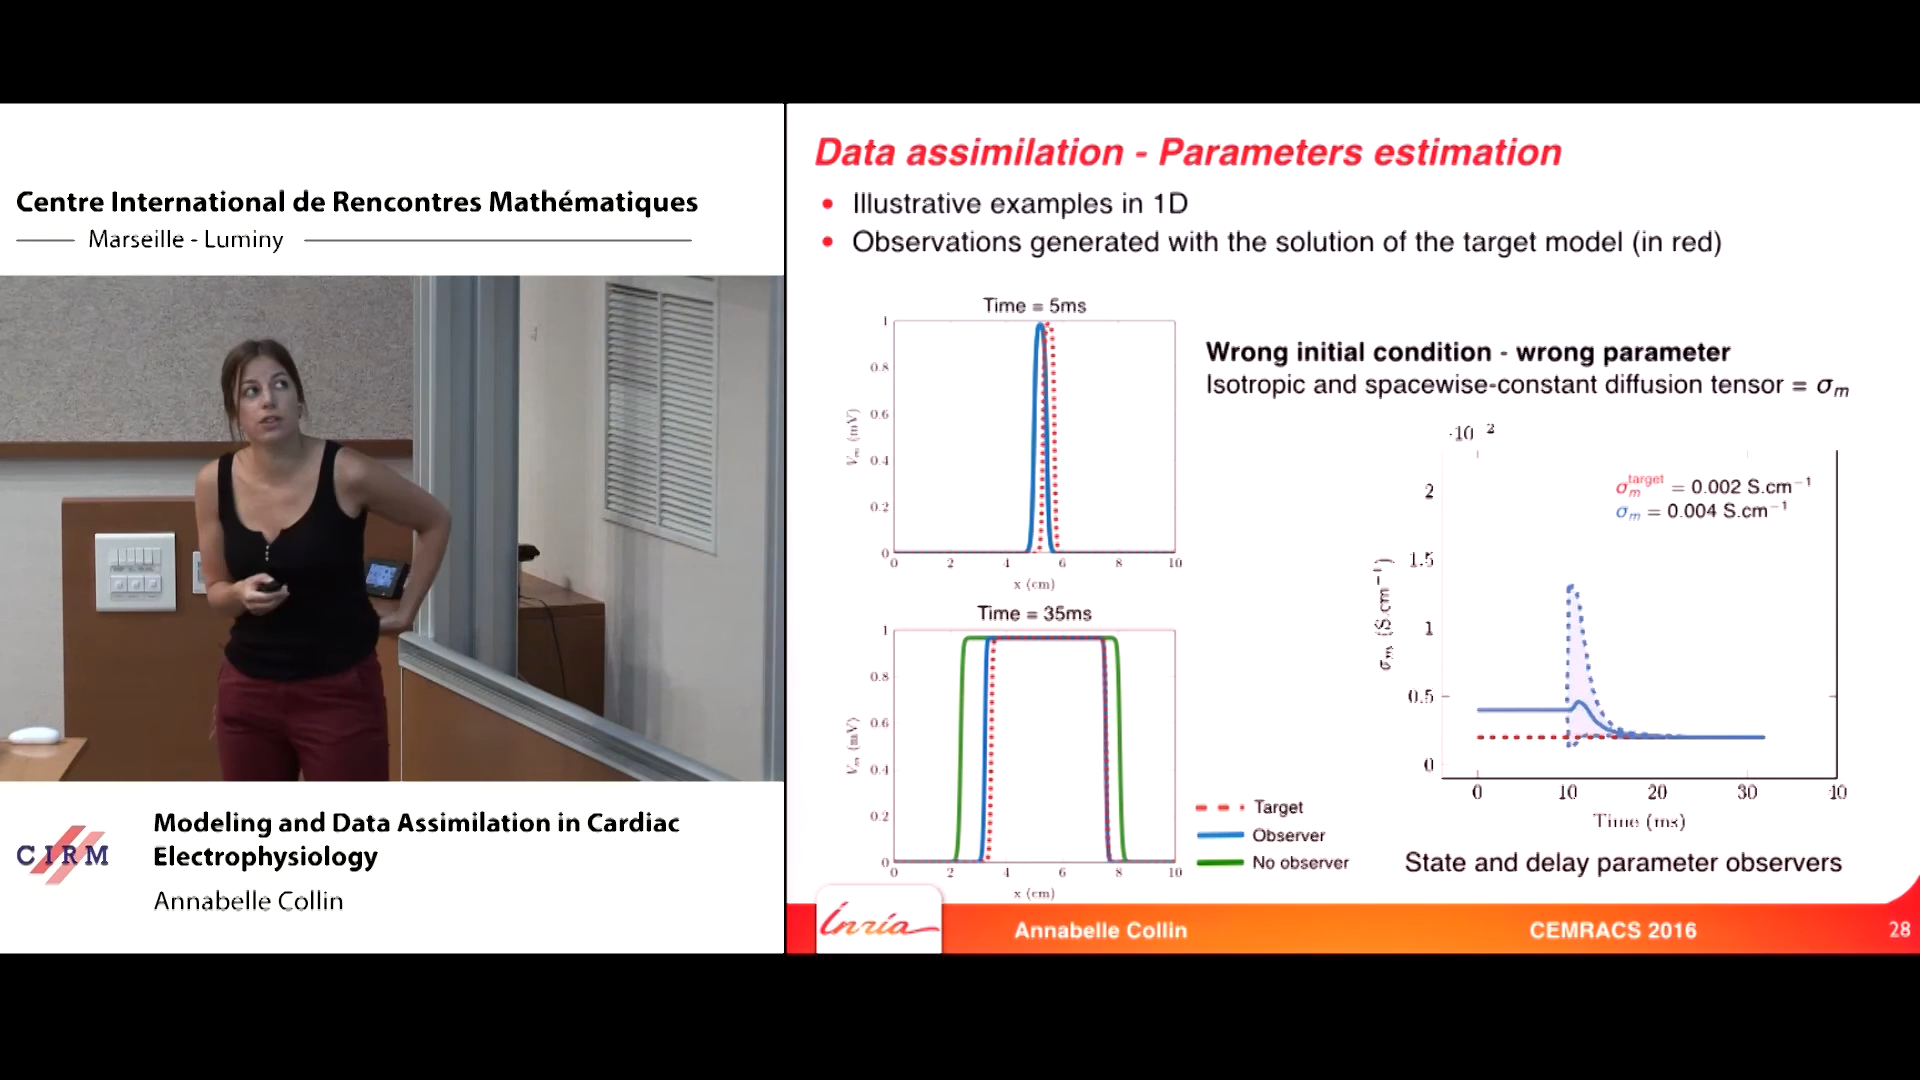 Centre International de Rencontres Mathématiques
Marseille - Luminy
Modeling and Data Assimilation in Cardiac
Electrophysiology
Annabelle Collin
CIRM
Data assimilation - Parameters estimation
• Illustrative examples in 1D
• Observations generated with the solution of the target model (in red)
Time = 5ms
1
0.8
0.6
0.4
0.2
0
Vm (mV)
0 2 4 6 8 10
x (cm)
Time = 35ms
1
0.8
0.6
0.4
0.2
0
Vm (mV)
0 2 4 6 8 10
x (cm)
Target
Observer
No observer
Wrong initial condition - wrong parameter
Isotropic and spacewise-constant diffusion tensor = σm
·10 2
σm target = 0.002 S.cm−1
σm = 0.004 S.cm−1
2
1.5
1
0.5
0
σm (S.cm−1)
0 10 20 30 10
Time (ms)
State and delay parameter observers
Inria
Annabelle Collin
CEMRACS 2016
28